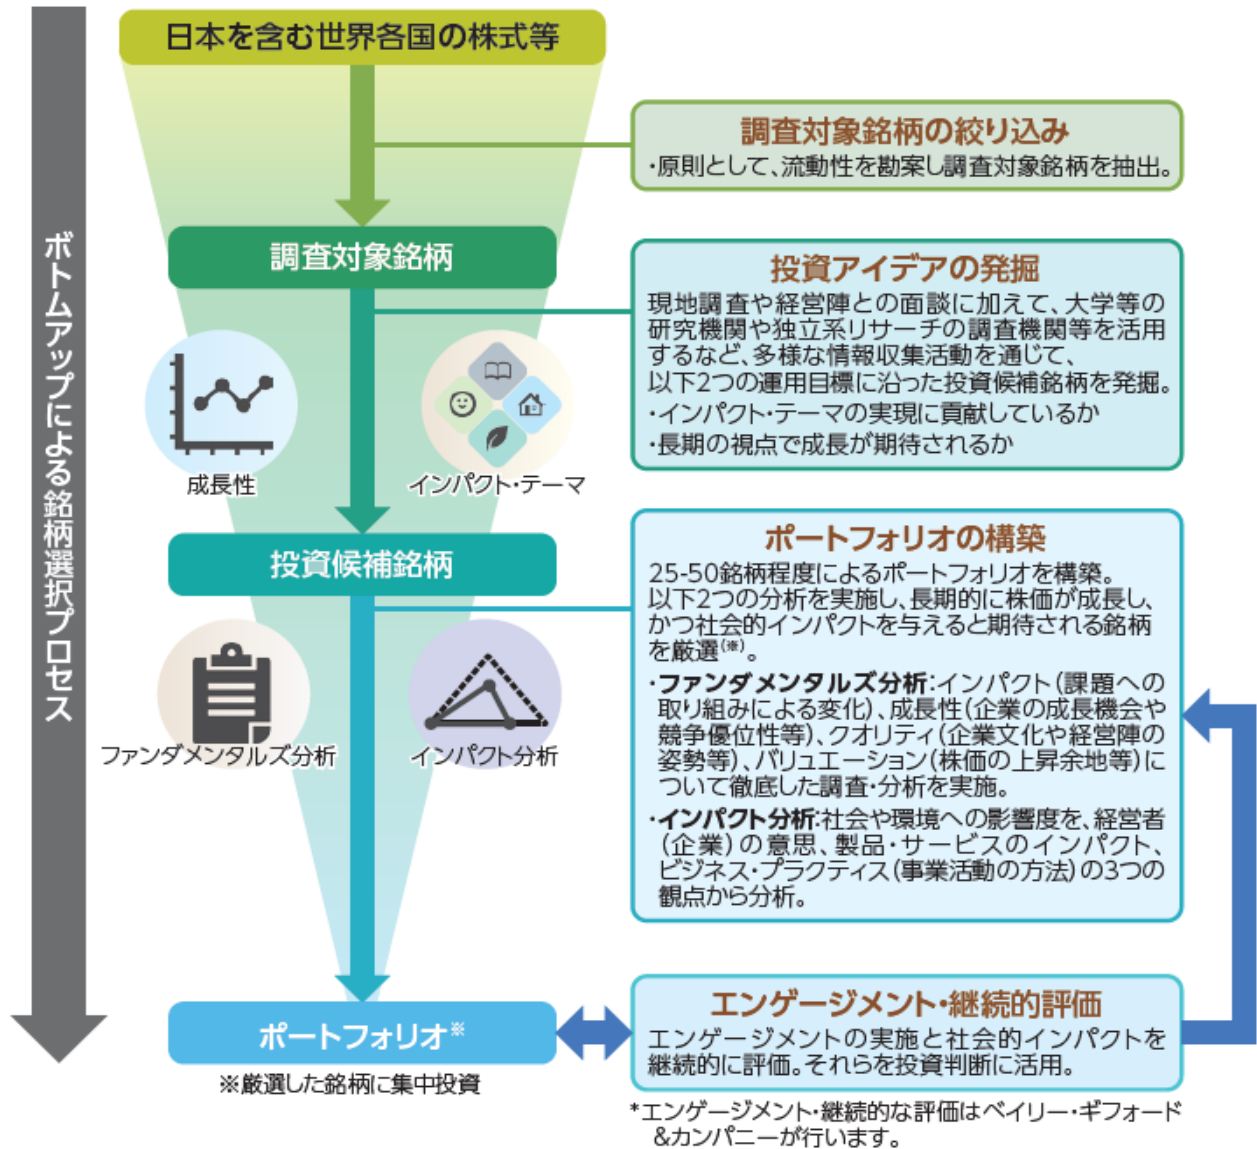 日本を含む世界各国の株式等
調査対象銘柄の絞り込み
・原則として、流動性を勘案し調査対象銘柄を抽出。
ボトムアップによる銘柄選択プロセス
調査対象銘柄
投資アイデアの発掘
現地調査や経営陣との面談に加えて、大学等の
研究機関や独立系リサーチの調査機関等を活用
するなど、多様な情報収集活動を通じて、
以下2つの運用目標に沿った投資候補銘柄を発掘。
・インパクト・テーマの実現に貢献しているか
・長期の視点で成長が期待されるか
成長性
インパクト・テーマ
投資候補銘柄
ポートフォリオの構築
25-50銘柄程度によるポートフォリオを構築。
以下2つの分析を実施し、長期的に株価が成長し、
かつ社会的インパクトを与えると期待される銘柄
を厳選(※)。
・ファンダメンタルズ分析:インパクト(課題への
取り組みによる変化)、成長性(企業の成長機会や
競争優位性等)、クオリティ(企業文化や経営陣の
姿勢等)、バリュエーション(株価の上昇余地等)に
ついて徹底した調査・分析を実施。
・インパクト分析:社会や環境への影響度を、経営者
(企業)の意思、製品・サービスのインパクト、
ビジネス・プラクティス(事業活動の方法)の3つの
観点から分析。
ファンダメンタルズ分析
インパクト分析
ポートフォリオ※
※厳選した銘柄に集中投資
エンゲージメント・継続的評価
エンゲージメントの実施と社会的インパクトを
継続的に評価。それらを投資判断に活用。
*エンゲージメント・継続的な評価はベイリー・ギフォード
&カンパニーが行います。